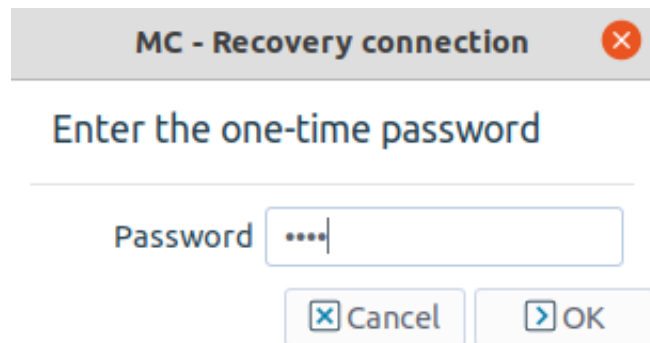 MC - Recovery connection
Enter the one-time password
Password ••••
Cancel OK